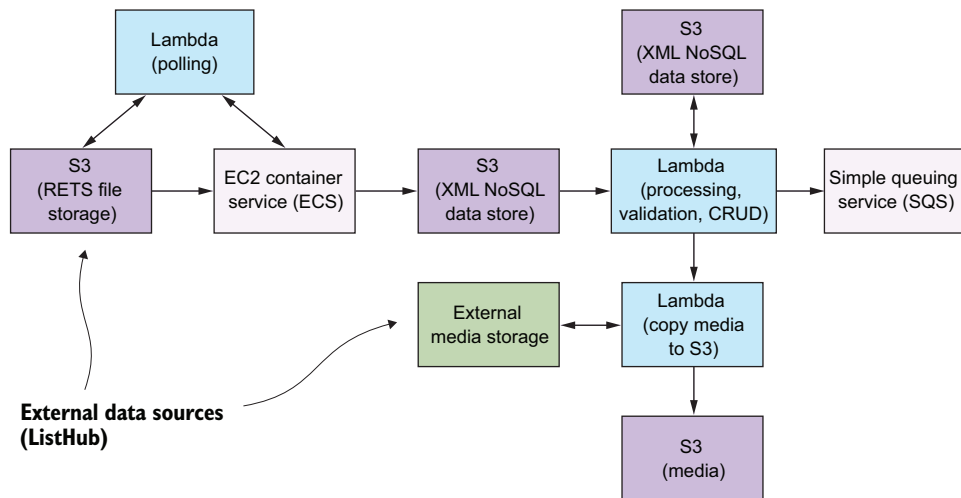 Lambda
(polling)
S3
(XML NoSQL
data store)
S3
(RETS file
storage)
EC2 container
service (ECS)
S3
(XML NoSQL
data store)
Lambda
(processing,
validation, CRUD)
Simple queuing
service (SQS)
External
media storage
Lambda
(copy media
to S3)
External data sources
(ListHub)
S3
(media)